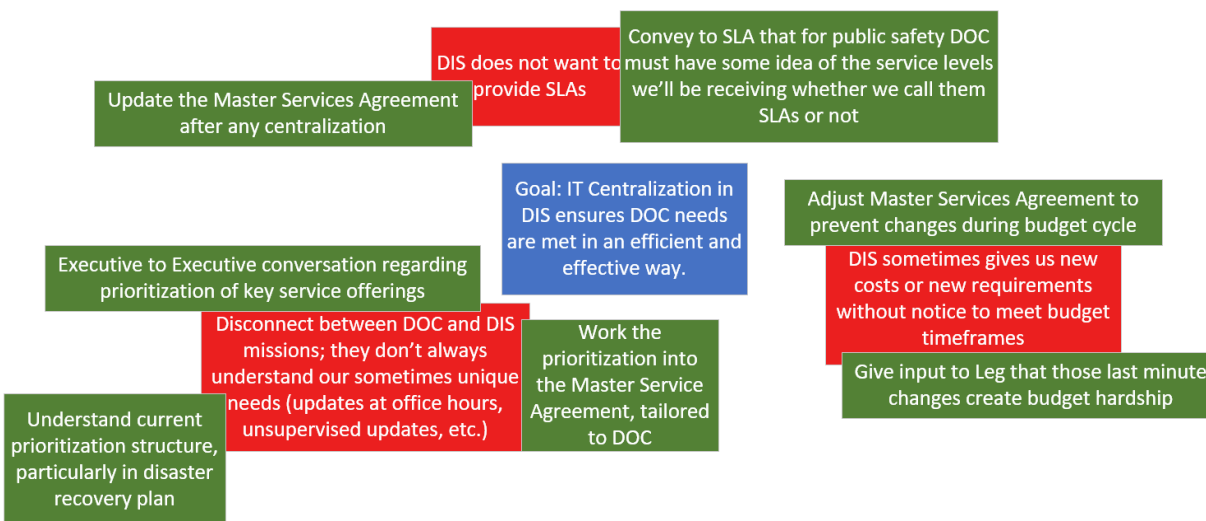 DIS does not want to
provide SLAs
Convey to SLA that for public safety DOC
must have some idea of the service levels
we'll be receiving whether we call them
SLAs or not
Update the Master Services Agreement
after any centralization
Goal: IT Centralization in
DIS ensures DOC needs
are met in an efficient and
effective way.
Adjust Master Services Agreement to
prevent changes during budget cycle
DIS sometimes gives us new
costs or new requirements
without notice to meet budget
timeframes
Give input to Leg that those last minute
changes create budget hardship
Executive to Executive conversation regarding
prioritization of key service offerings
Disconnect between DOC and DIS
missions; they don't always
understand our sometimes unique
needs (updates at office hours,
unsupervised updates, etc.)
Work the
prioritization into
the Master Service
Agreement, tailored
to DOC
Understand current
prioritization structure,
particularly in disaster
recovery plan